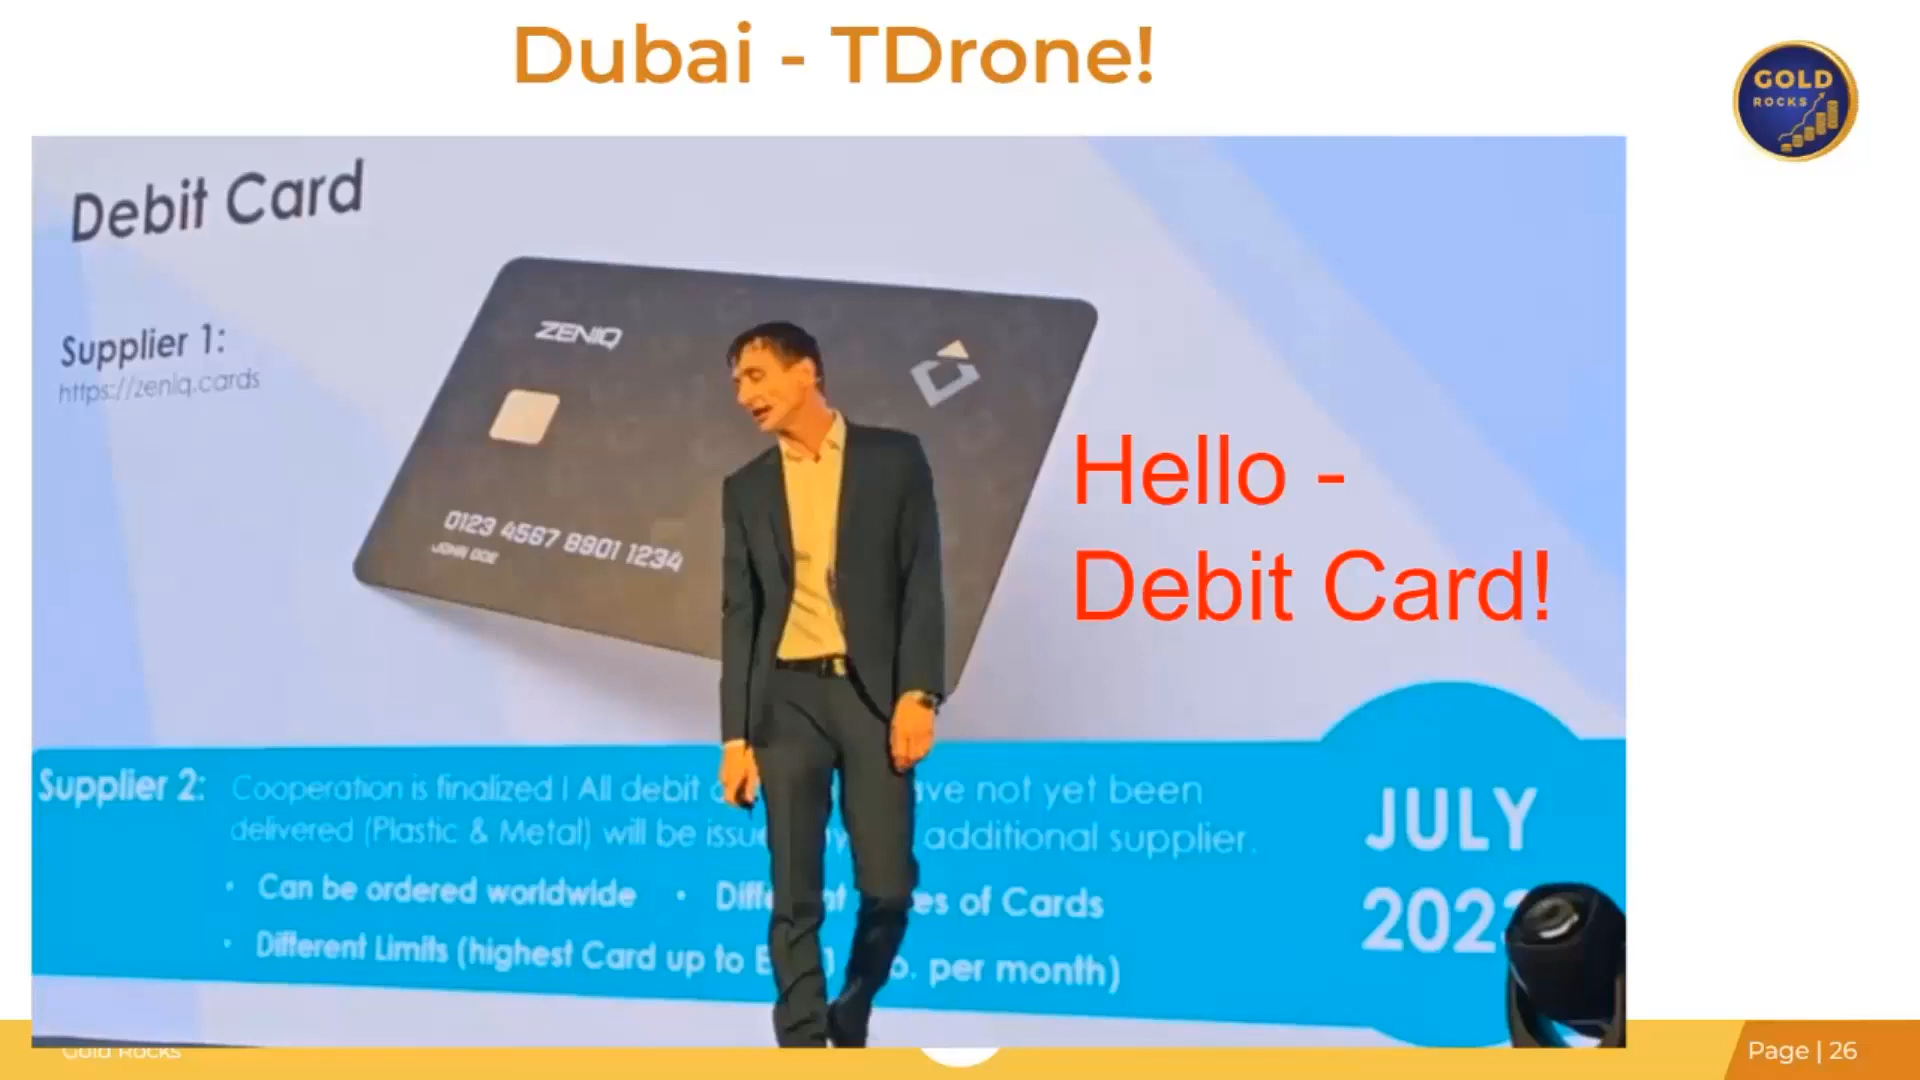 Dubai - TDrone!
GOLD
ROCKS
Debit Card
Supplier 1:
https://zeniq.cards
ZENIQ
0123 4567 8901 1234
JOHN DOE
Hello -
Debit Card!
Supplier 2:
Cooperation is finalized | All debit ve not yet been
delivered (Plastic & Metal) will be additional supplier.
• Can be ordered worldwide • es of Cards
• Different Limits (highest Card up to per month)
JULY
202
Gold Rocks
Page | 26